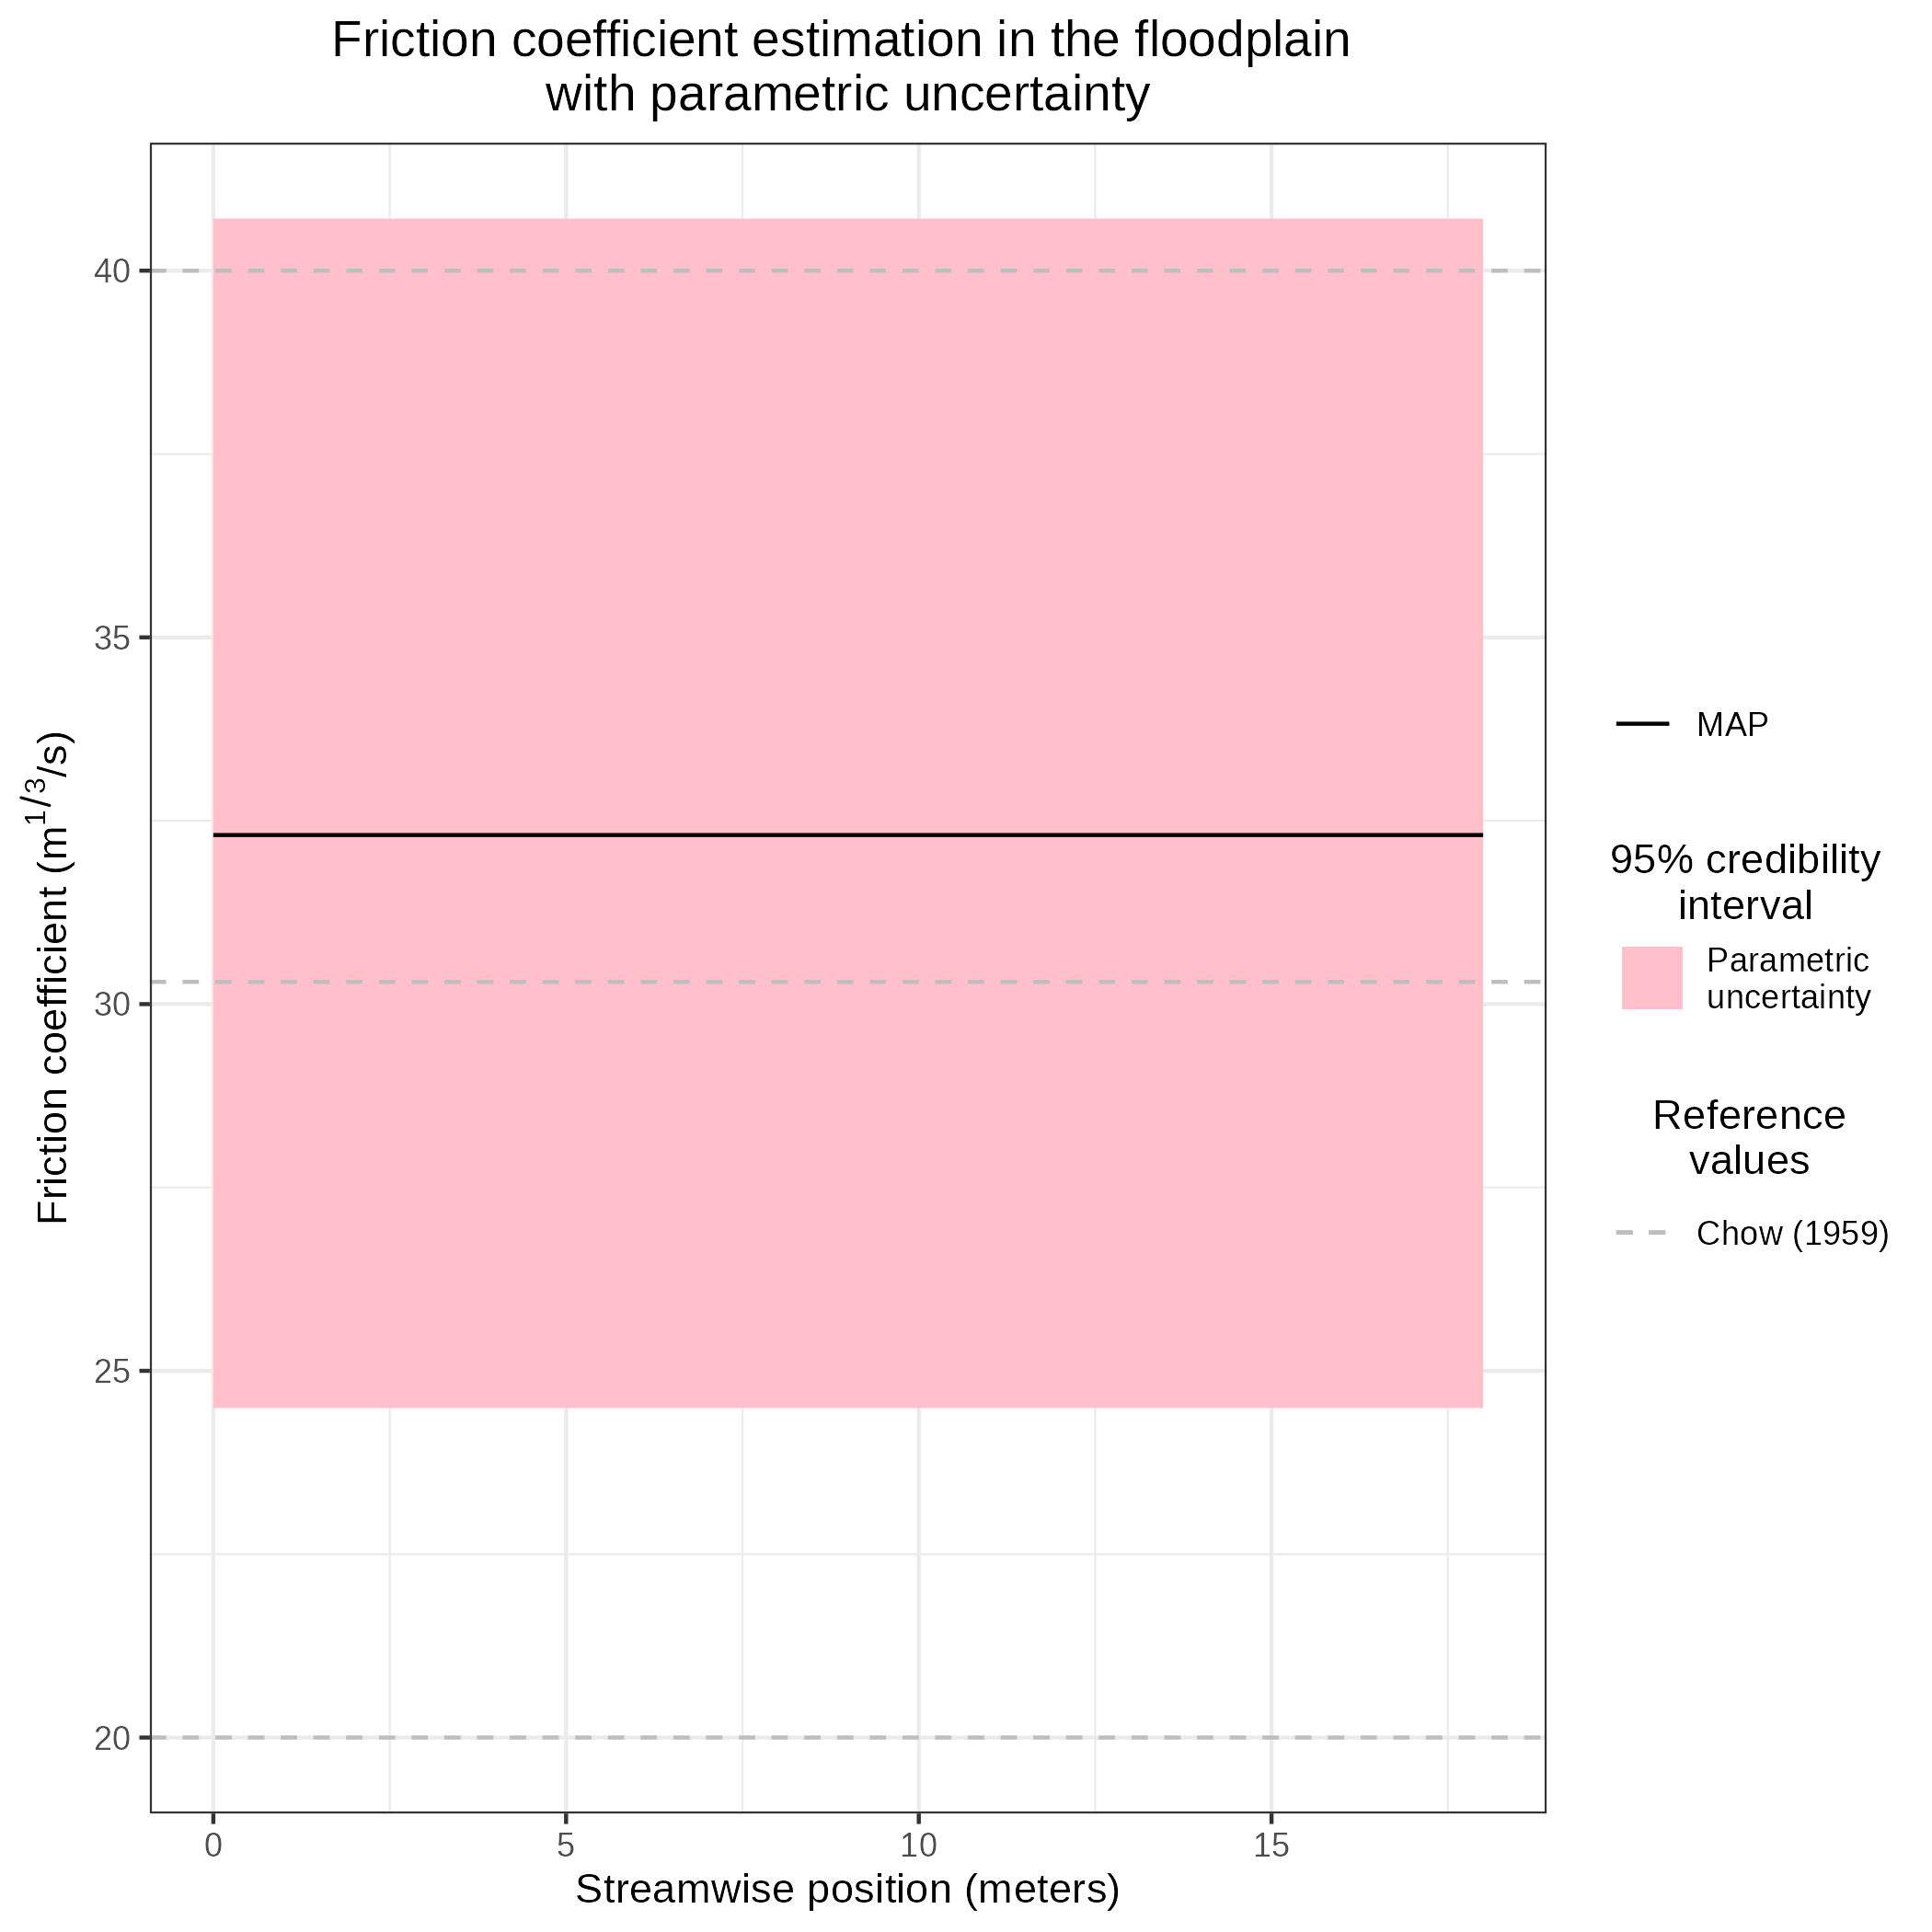 Friction coefficient estimation in the floodplain
with parametric uncertainty
Friction coefficient (m^1/3/s)
40
35
30
25
20
0
5
10
15
Streamwise position (meters)
MAP
95% credibility
interval
Parametric
uncertainty
Reference
values
Chow (1959)